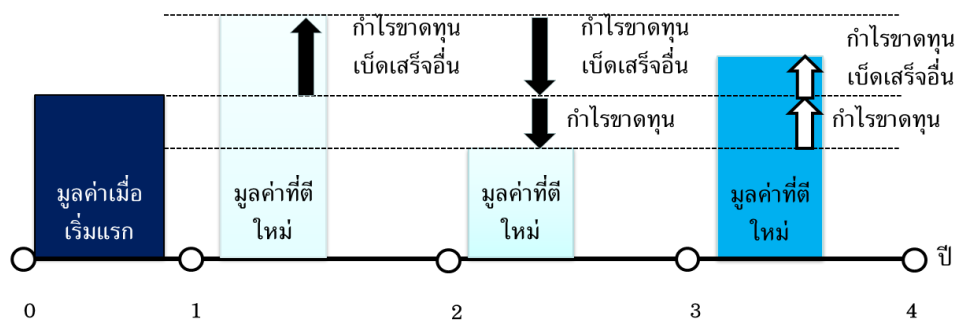 กำไรขาดทุน
เบ็ดเสร็จอื่น
กำไรขาดทุน
เบ็ดเสร็จอื่น
กำไรขาดทุน
เบ็ดเสร็จอื่น
กำไรขาดทุน
กำไรขาดทุน
มูลค่าเมื่อ
เริ่มแรก
มูลค่าที่ตี
ใหม่
มูลค่าที่ตี
ใหม่
มูลค่าที่ตี
ใหม่
ปี
0
1
2
3
4